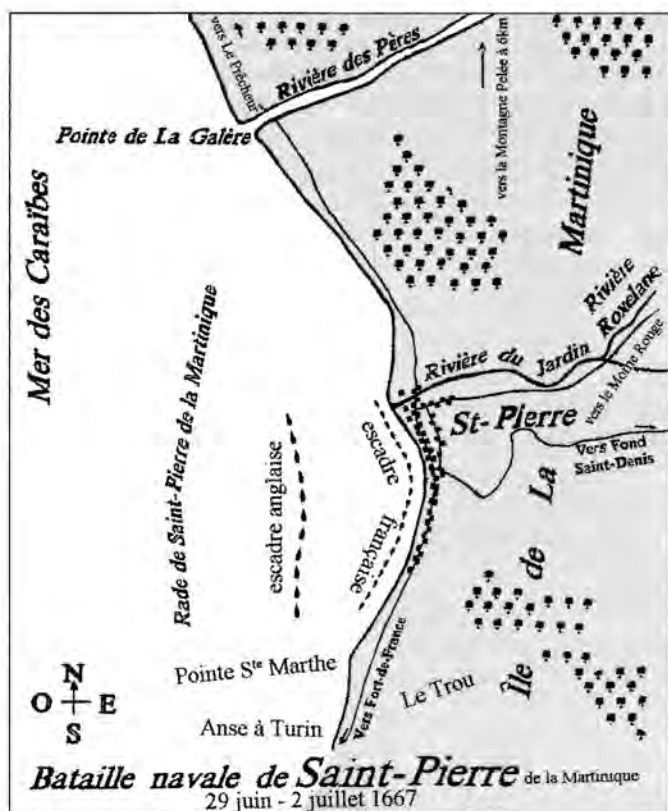 vers Le Prêcheur
Rivière des Pères
vers la Montagne Pelée à 6km
Pointe de La Galère
Mer des Caraïbes
Rade de Saint-Pierre de la Martinique
Île de La Martinique
Rivière Roxelane
Rivière du Jardin
vers le Morne Rouge
St-Pierre
Vers Fond
Saint-Denis
escadre anglaise
escadre française
Pointe Ste Marthe
Vers Fort-de-France
Le Trou
Anse à Turin
N
O E
S
Bataille navale de Saint-Pierre de la Martinique
29 juin - 2 juillet 1667